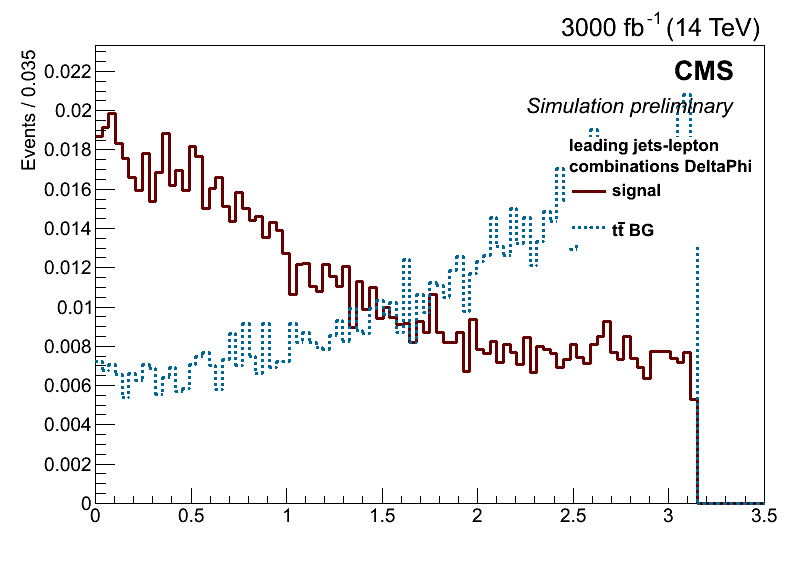 3000 fb⁻¹ (14 TeV)
CMS
Simulation preliminary
leading jets-lepton
combinations DeltaPhi
signal
tt̄ BG
Events / 0.035
0.022
0.02
0.018
0.016
0.014
0.012
0.01
0.008
0.006
0.004
0.002
0
0 0.5 1 1.5 2 2.5 3 3.5